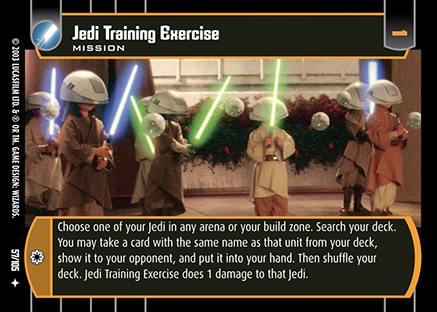 Jedi Training Exercise
MISSION
1
Choose one of your Jedi in any arena or your build zone. Search your deck.
You may take a card with the same name as that unit from your deck,
show it to your opponent, and put it into your hand. Then shuffle your
deck. Jedi Training Exercise does 1 damage to that Jedi.
© 2003 LUCASFILM LTD. & ® OR TM. GAME DESIGN: WIZARDS.
57/105